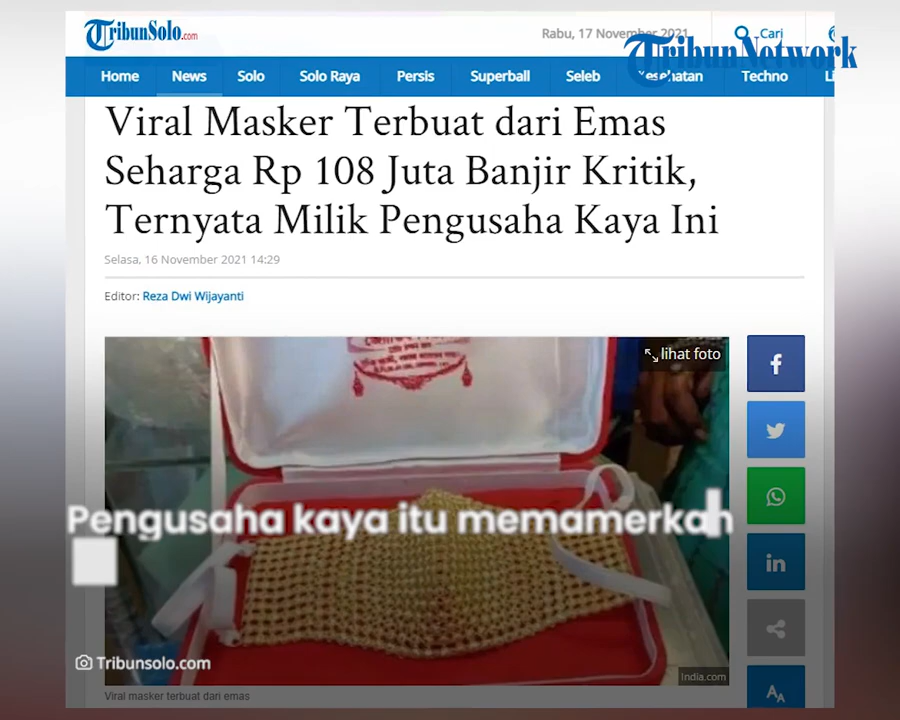 TribunSolo.com
Rabu, 17 November 2021
Cari
TribunNetwork
Home News Solo Solo Raya Persis Superball Seleb Kesehatan Techno Li
Viral Masker Terbuat dari Emas
Seharga Rp 108 Juta Banjir Kritik,
Ternyata Milik Pengusaha Kaya Ini
Selasa, 16 November 2021 14:29
Editor: Reza Dwi Wijayanti
lihat foto
Pengusaha kaya itu memamerkan
Tribunsolo.com
India.com
Viral masker terbuat dari emas